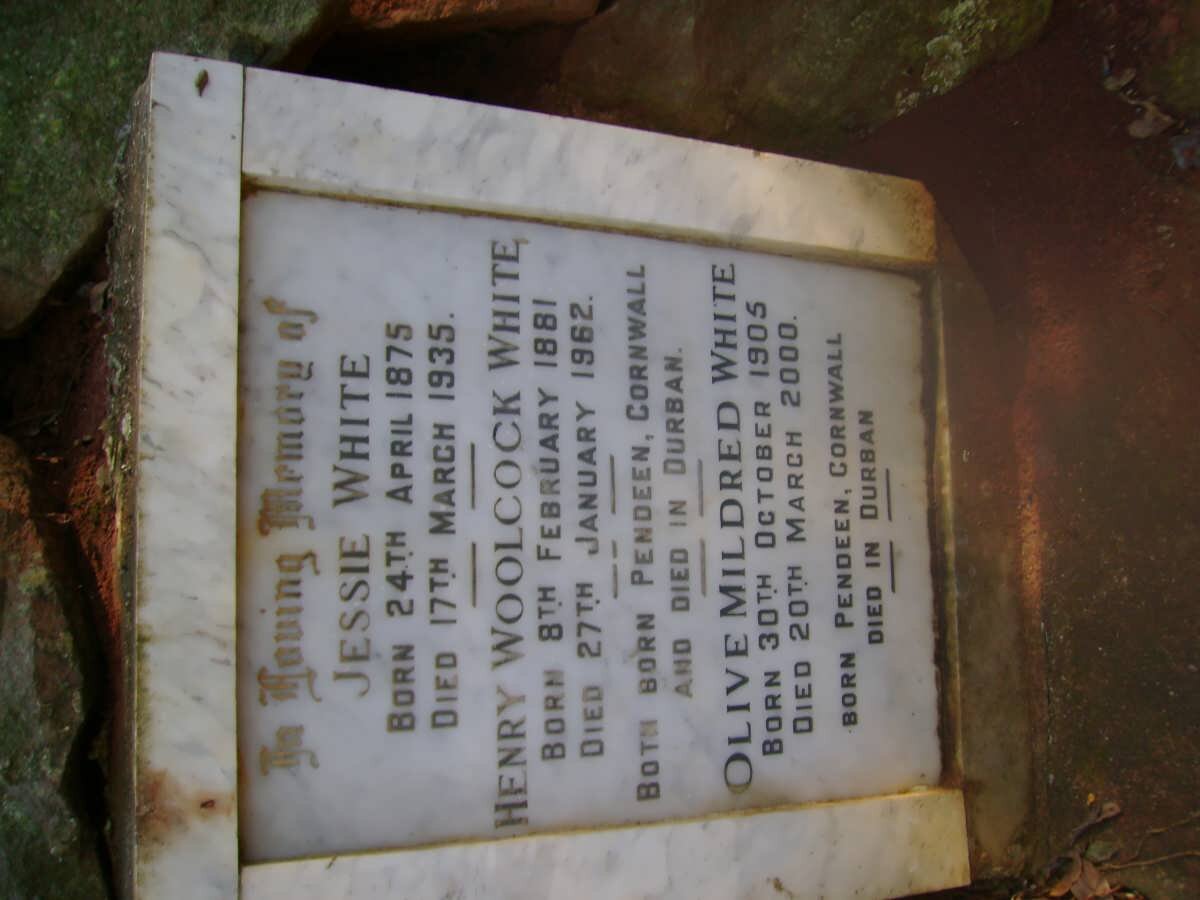 In Loving Memory of
JESSIE WHITE
BORN 24TH APRIL 1875
DIED 17TH MARCH 1935.
HENRY WOOLCOCK WHITE
BORN 8TH FEBRUARY 1881
DIED 27TH JANUARY 1962.
BOTH BORN PENDEEN, CORNWALL
AND DIED IN DURBAN.
OLIVE MILDRED WHITE
BORN 30TH OCTOBER 1905
DIED 20TH MARCH 2000.
BORN PENDEEN, CORNWALL
DIED IN DURBAN